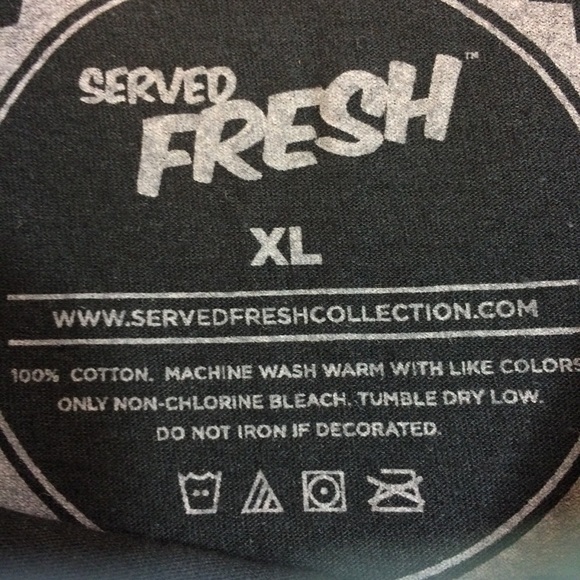 SERVED
FRESH™
XL
WWW.SERVEDFRESHCOLLECTION.COM
100% COTTON. MACHINE WASH WARM WITH LIKE COLORS
ONLY NON-CHLORINE BLEACH. TUMBLE DRY LOW.
DO NOT IRON IF DECORATED.